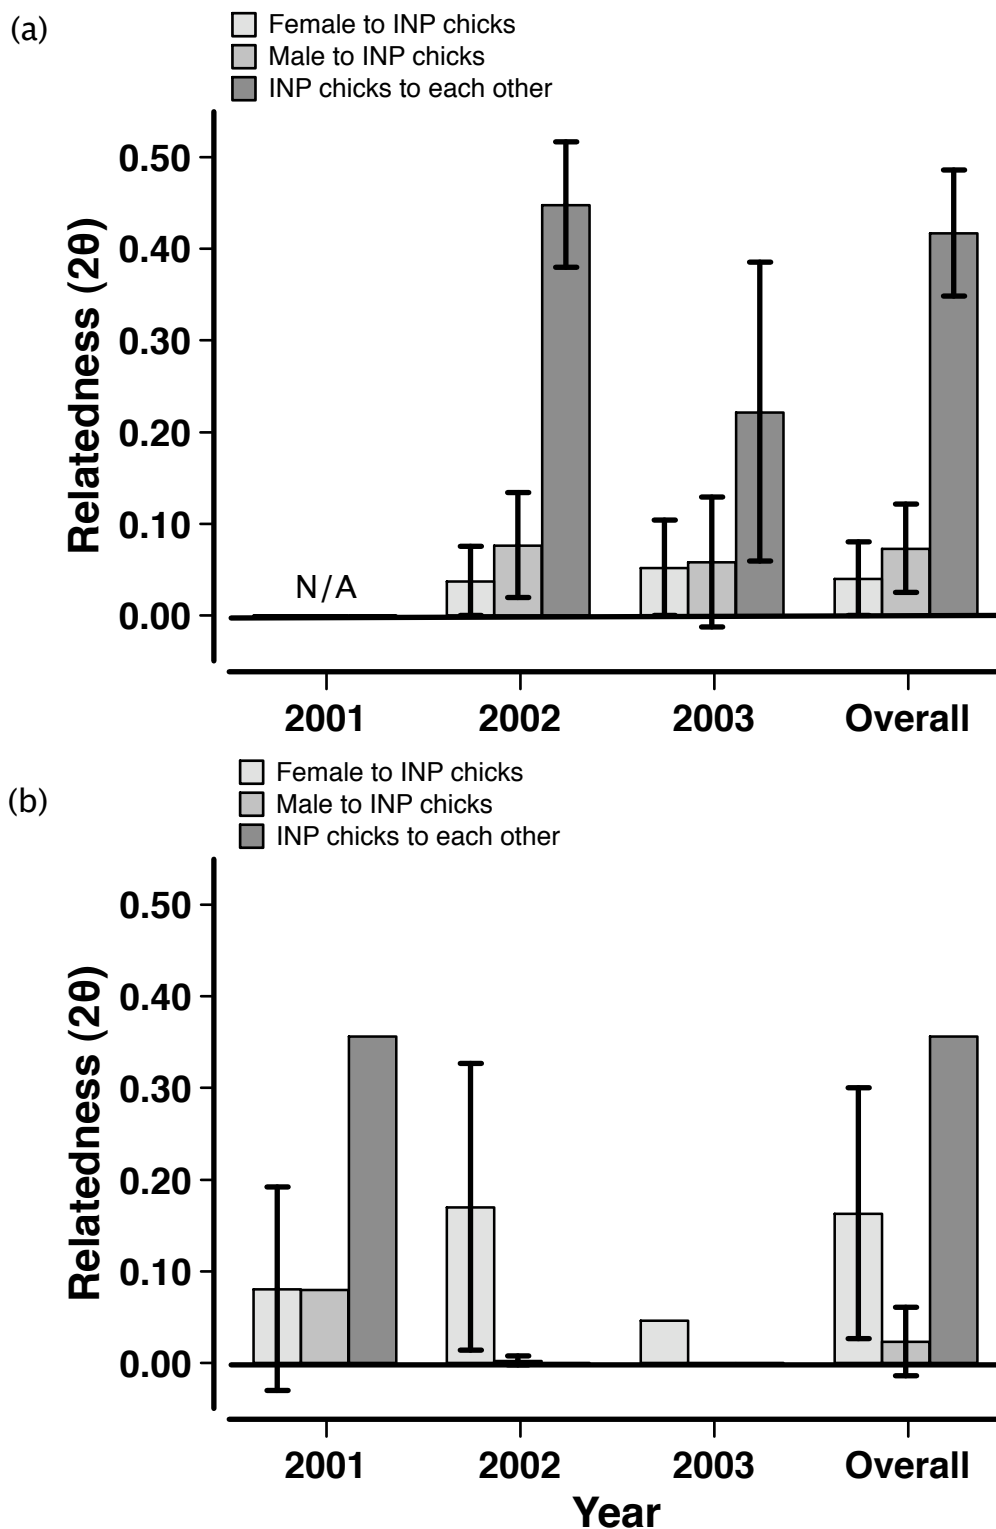 (a)
Female to INP chicks
Male to INP chicks
INP chicks to each other
Relatedness (2θ)
0.50
0.40
0.30
0.20
0.10
0.00
N/A
2001 2002 2003 Overall
(b)
Female to INP chicks
Male to INP chicks
INP chicks to each other
Relatedness (2θ)
0.50
0.40
0.30
0.20
0.10
0.00
2001 2002 2003 Overall
Year